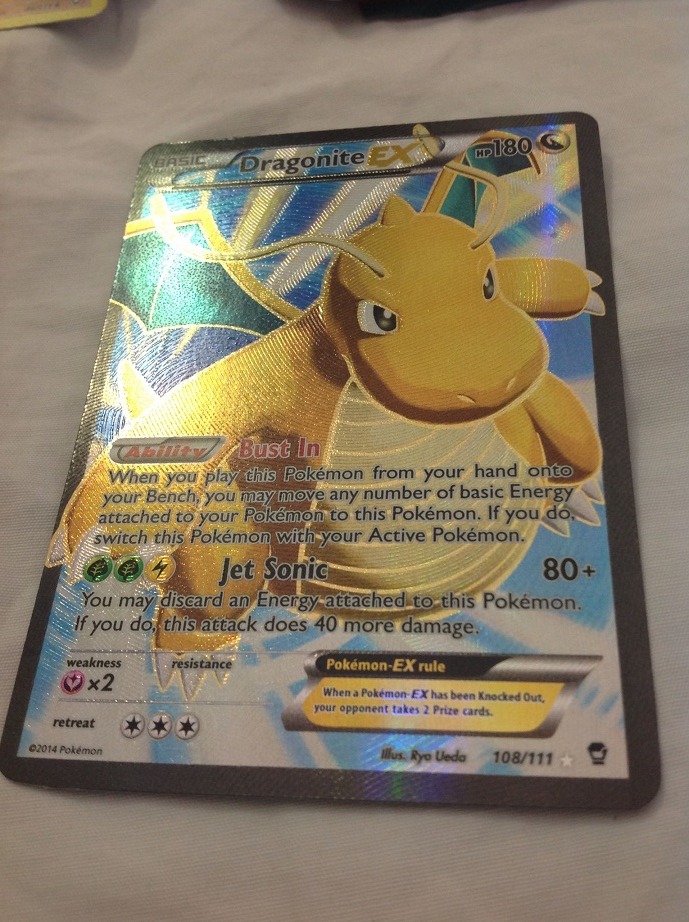 BASIC Dragonite EX HP180
Ability Bust In
When you play this Pokémon from your hand onto
your Bench, you may move any number of basic Energy
attached to your Pokémon to this Pokémon. If you do,
switch this Pokémon with your Active Pokémon.
Jet Sonic 80+
You may discard an Energy attached to this Pokémon.
If you do, this attack does 40 more damage.
weakness resistance
×2
retreat
Pokémon-EX rule
When a Pokémon-EX has been Knocked Out,
your opponent takes 2 Prize cards.
©2014 Pokémon Illus. Ryo Ueda 108/111